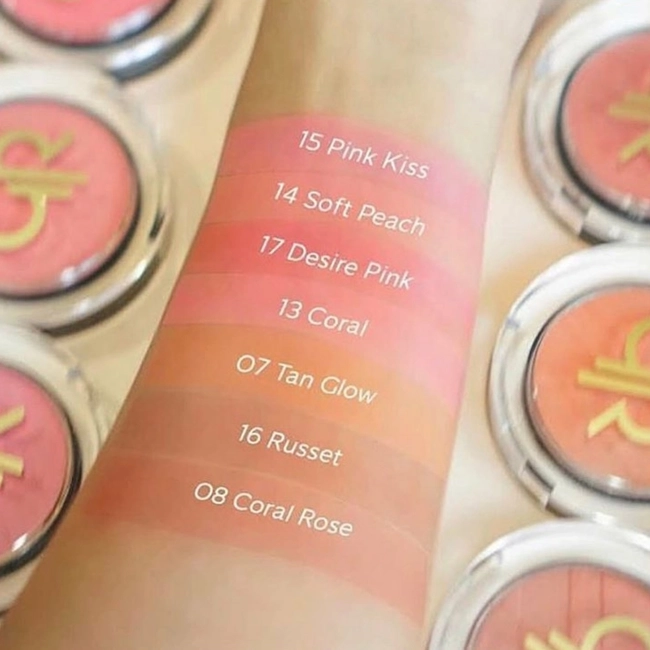 15 Pink Kiss
14 Soft Peach
17 Desire Pink
13 Coral
07 Tan Glow
16 Russet
08 Coral Rose
GR